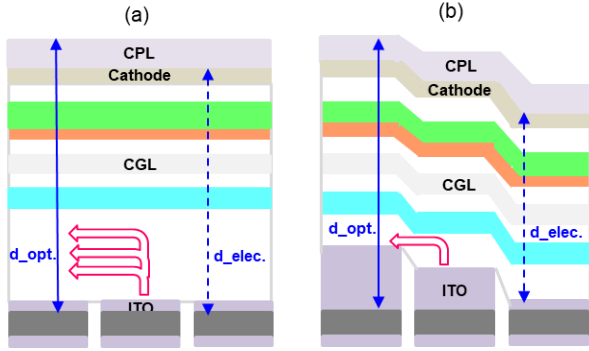 (a)
CPL
Cathode
CGL
d_opt.
d_elec.
ITO
(b)
CPL
Cathode
CGL
d_opt.
d_elec.
ITO